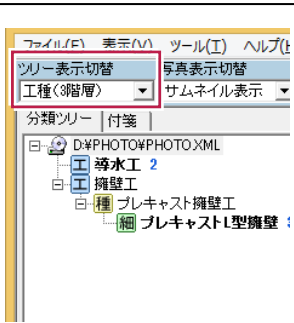 ファイル(F) 表示(V) ツール(T) ヘルプ(H
ツリー表示切替 写真表示切替
工種(3階層) サムネイル表示
分類ツリー 付箋
D:¥PHOTO¥PHOTO.XML
工 導水工 2
工 擁壁工
種 プレキャスト擁壁工
細 プレキャストL型擁壁 3